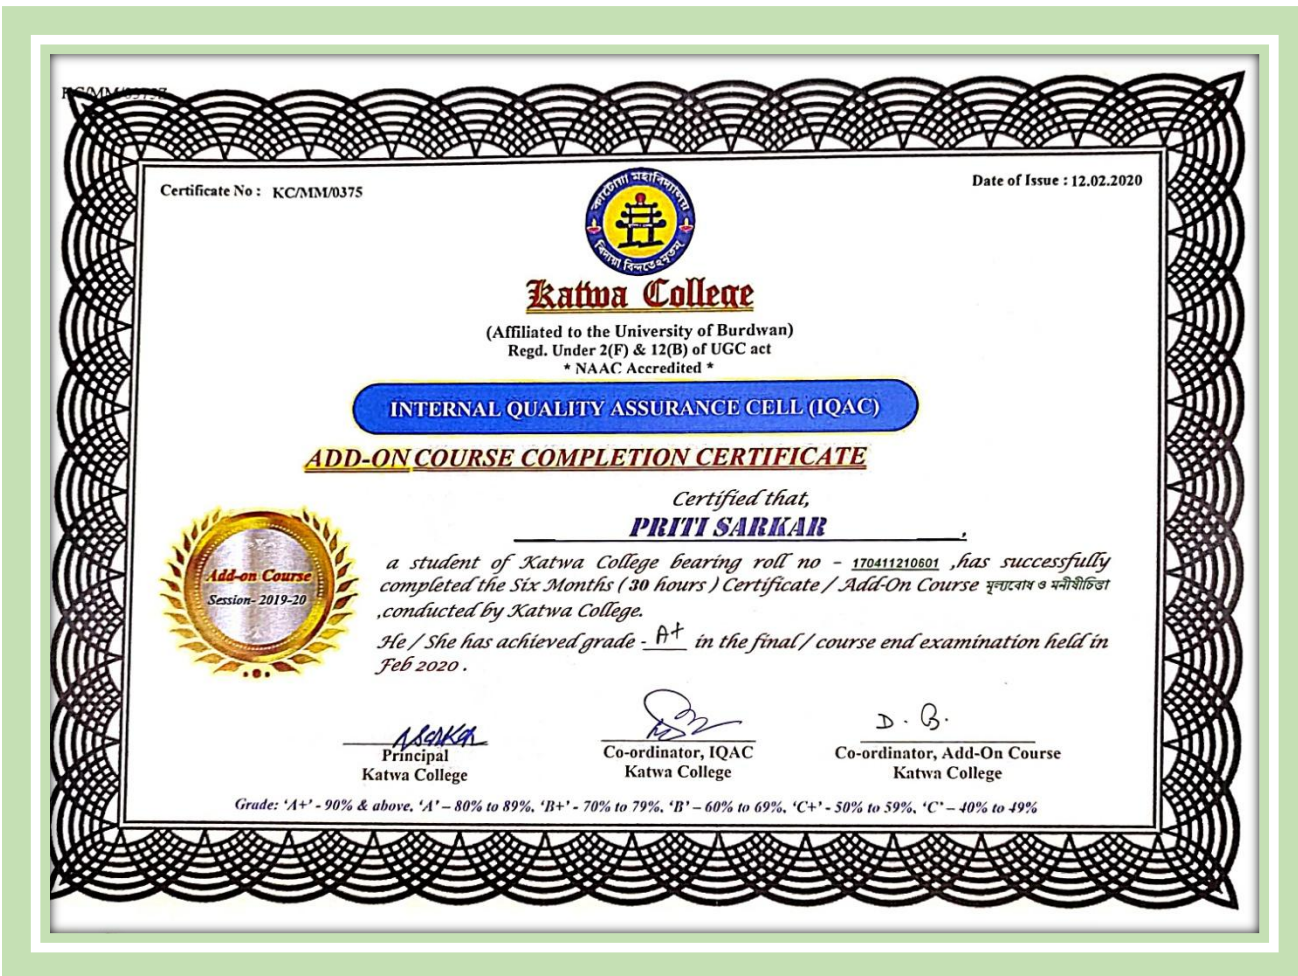 Certificate No : KC/MM/0375
Date of Issue : 12.02.2020
কাটোয়া মহাবিদ্যালয়
Katwa College
(Affiliated to the University of Burdwan)
Regd. Under 2(F) & 12(B) of UGC act
* NAAC Accredited *
INTERNAL QUALITY ASSURANCE CELL (IQAC)
ADD-ON COURSE COMPLETION CERTIFICATE
Certified that,
PRITI SARKAR ,
a student of Katwa College bearing roll no - 170411210601 ,has successfully
completed the Six Months ( 30 hours ) Certificate / Add-On Course মূল্যবোধ ও মনীষীচিন্তা
,conducted by Katwa College.
He / She has achieved grade - A+ in the final / course end examination held in
Feb 2020 .
Add-on Course
Session- 2019-20
NSarkar
D. B.
Principal
Katwa College
Co-ordinator, IQAC
Katwa College
Co-ordinator, Add-On Course
Katwa College
Grade: 'A+' - 90% & above, 'A' – 80% to 89%, 'B+' - 70% to 79%, 'B' – 60% to 69%, 'C+' - 50% to 59%, 'C' – 40% to 49%